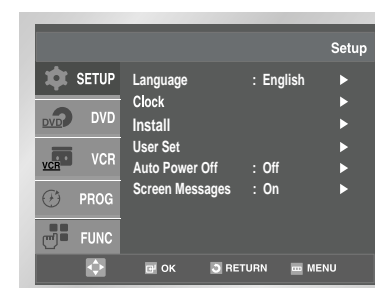 Setup
SETUP
DVD
DVD
VCR
VCR
PROG
FUNC
Language : English ►
Clock ►
Install ►
User Set ►
Auto Power Off : Off ►
Screen Messages : On ►
OK RETURN MENU